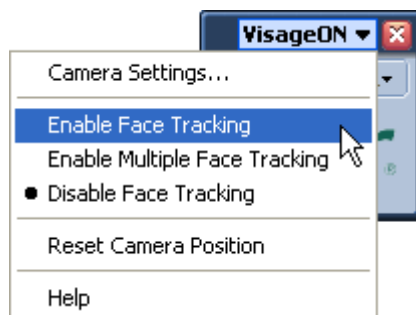 VisageON
Camera Settings...
Enable Face Tracking
Enable Multiple Face Tracking
Disable Face Tracking
Reset Camera Position
Help